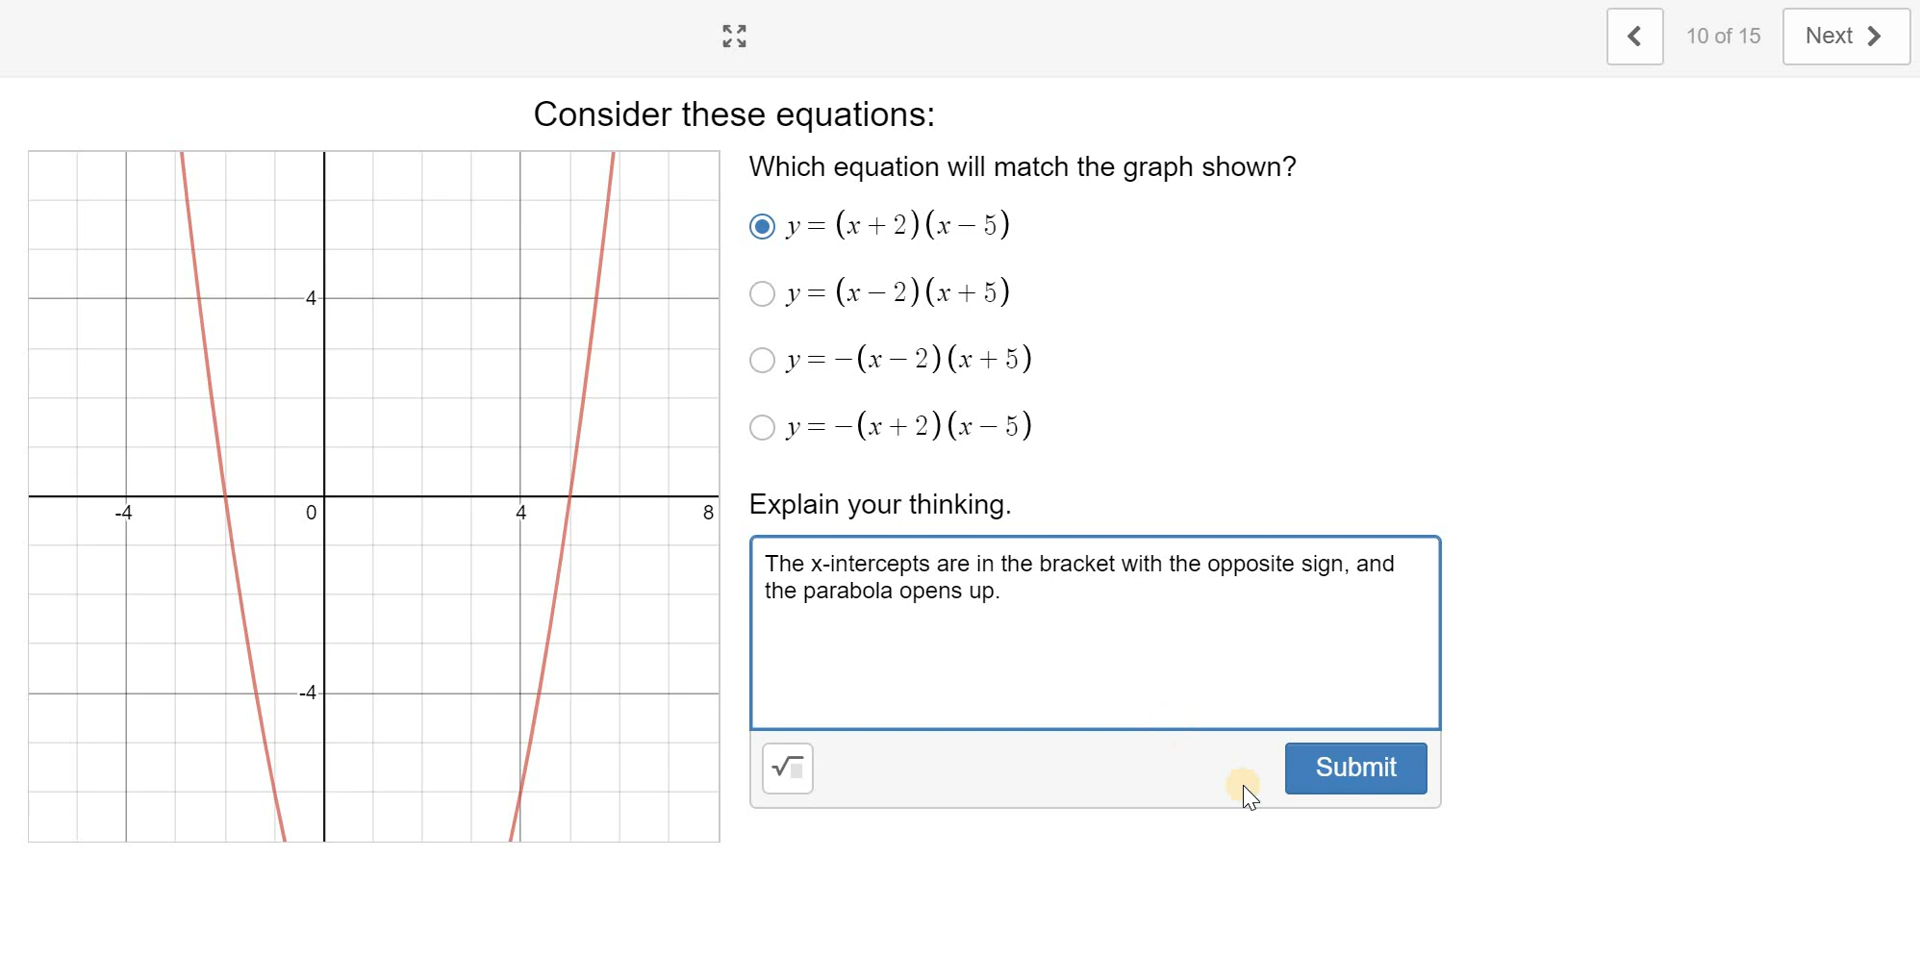 10 of 15
Next
Consider these equations:
Which equation will match the graph shown?
y = (x + 2)(x − 5)
y = (x − 2)(x + 5)
y = −(x − 2)(x + 5)
y = −(x + 2)(x − 5)
4
-4
0
4
8
-4
Explain your thinking.
The x-intercepts are in the bracket with the opposite sign, and
the parabola opens up.
√
Submit